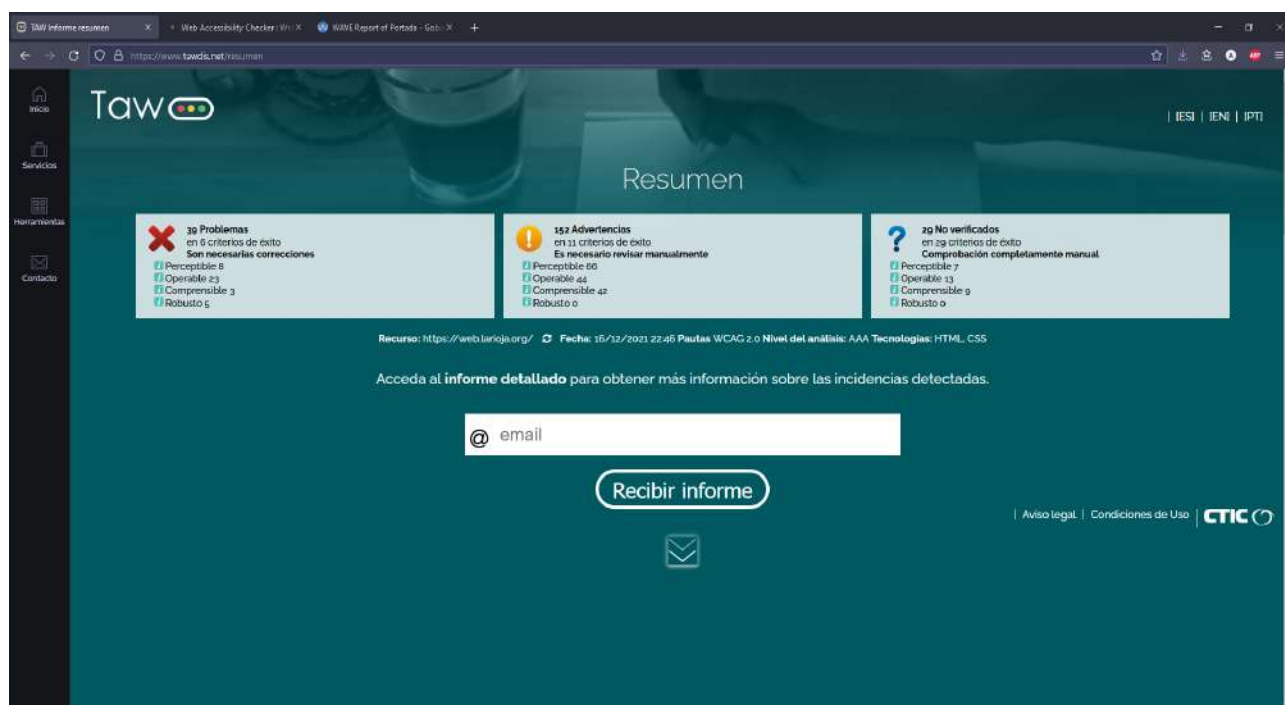 TAW Informe resumen
Web Accessibility Checker: W
WAVE Report of Portada - Gob
https://www.tawdis.net/resumen
Inicio
Servicios
Herramientas
Contacto
Taw
| [ES] | [EN] | [PT]
Resumen
39 Problemas
en 6 criterios de éxito
Son necesarias correcciones
Perceptible 8
Operable 23
Comprensible 3
Robusto 5
152 Advertencias
en 11 criterios de éxito
Es necesario revisar manualmente
Perceptible 66
Operable 44
Comprensible 42
Robusto 0
29 No verificados
en 29 criterios de éxito
Comprobación completamente manual
Perceptible 7
Operable 13
Comprensible 9
Robusto 0
Recurso: https://web.larioja.org/ Fecha: 16/12/2021 22:46 Pautas WCAG 2.0 Nivel del análisis: AAA Tecnologías: HTML, CSS
Acceda al informe detallado para obtener más información sobre las incidencias detectadas.
@ email
Recibir informe
| Aviso legal | Condiciones de Uso | CTIC